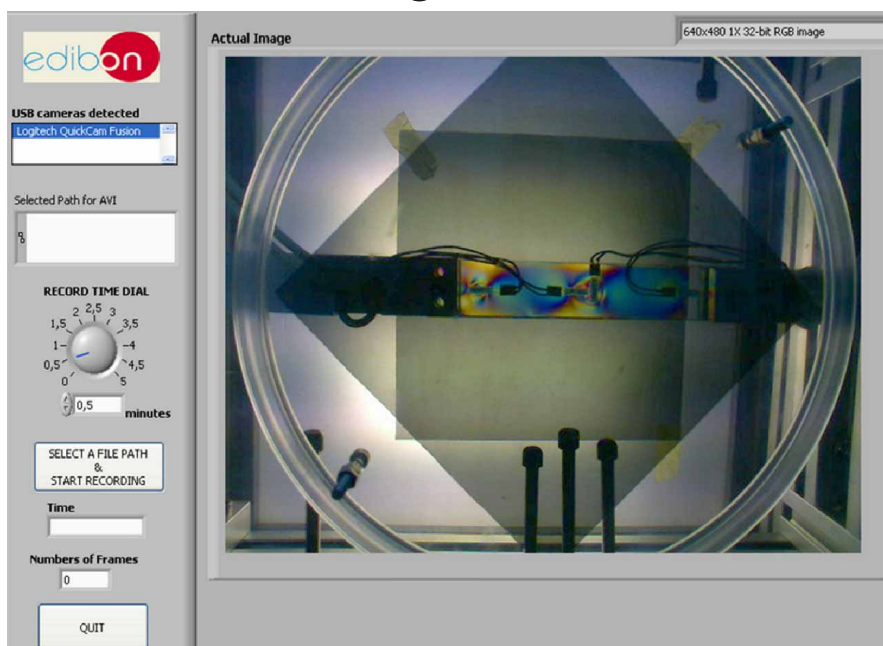 edibon
Actual Image
640x480 1X 32-bit RGB image
USB cameras detected
Logitech QuickCam Fusion
Selected Path for AVI
RECORD TIME DIAL
0
0,5
1
1,5
2
2,5
3
3,5
4
4,5
5
0,5
minutes
SELECT A FILE PATH
&
START RECORDING
Time
Numbers of Frames
0
QUIT